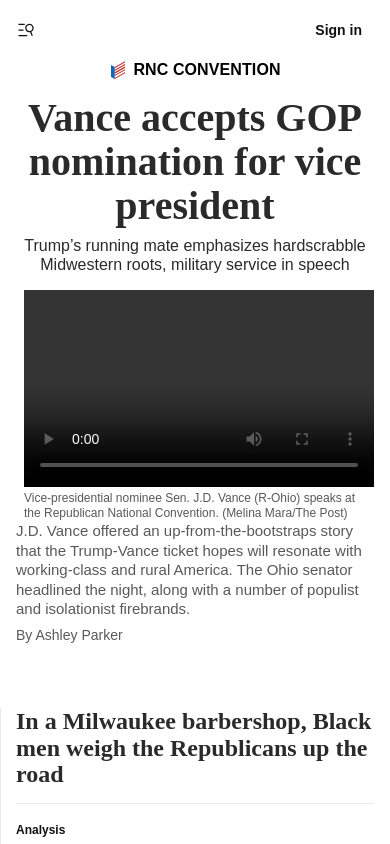 Sign in
RNC CONVENTION
Vance accepts GOP
nomination for vice
president
Trump’s running mate emphasizes hardscrabble
Midwestern roots, military service in speech
0:00
Vice-presidential nominee Sen. J.D. Vance (R-Ohio) speaks at
the Republican National Convention. (Melina Mara/The Post)
J.D. Vance offered an up-from-the-bootstraps story
that the Trump-Vance ticket hopes will resonate with
working-class and rural America. The Ohio senator
headlined the night, along with a number of populist
and isolationist firebrands.
By Ashley Parker
In a Milwaukee barbershop, Black
men weigh the Republicans up the
road
Analysis